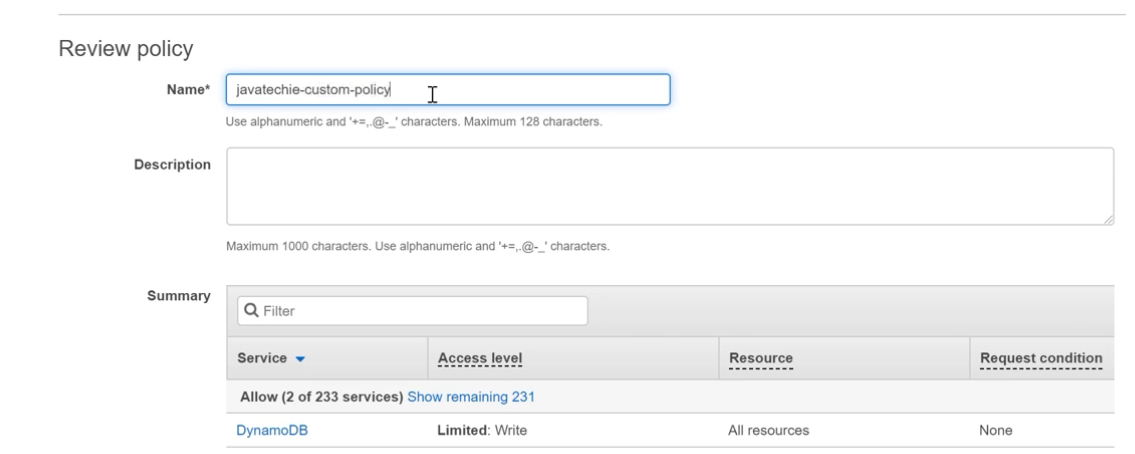 Review policy
Name* javatechie-custom-policy
Use alphanumeric and '+=,.@-_' characters. Maximum 128 characters.
Description
Maximum 1000 characters. Use alphanumeric and '+=,.@-_' characters.
Summary
Filter
Service Access level Resource Request condition
Allow (2 of 233 services) Show remaining 231
DynamoDB Limited: Write All resources None